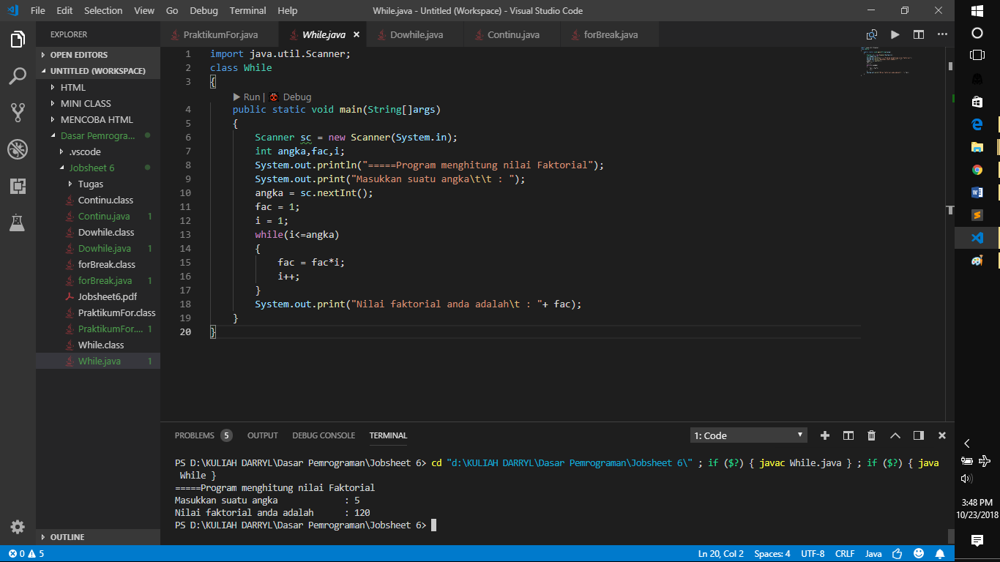 File Edit Selection View Go Debug Terminal Help
While.java - Untitled (Workspace) - Visual Studio Code
EXPLORER
OPEN EDITORS
UNTITLED (WORKSPACE)
HTML
MINI CLASS
MENCOBA HTML
Dasar Pemrogra...
.vscode
Jobsheet 6
Tugas
Continu.class
Continu.java 1
Dowhile.class
Dowhile.java 1
forBreak.class
forBreak.java 1
Jobsheet6.pdf
PraktikumFor.class
PraktikumFor.... 1
While.class
While.java 1
OUTLINE
PraktikumFor.java While.java Dowhile.java Continu.java forBreak.java
1 import java.util.Scanner;
2 class While
3 {
Run | Debug
4 public static void main(String[]args)
5 {
6 Scanner sc = new Scanner(System.in);
7 int angka,fac,i;
8 System.out.println("=====Program menghitung nilai Faktorial");
9 System.out.print("Masukkan suatu angka\t\t : ");
10 angka = sc.nextInt();
11 fac = 1;
12 i = 1;
13 while(i<=angka)
14 {
15 fac = fac*i;
16 i++;
17 }
18 System.out.print("Nilai faktorial anda adalah\t : "+ fac);
19 }
20 }
PROBLEMS 5 OUTPUT DEBUG CONSOLE TERMINAL 1: Code
PS D:\KULIAH DARRYL\Dasar Pemrograman\Jobsheet 6> cd "d:\KULIAH DARRYL\Dasar Pemrograman\Jobsheet 6\" ; if ($?) { javac While.java } ; if ($?) { java
While }
=====Program menghitung nilai Faktorial
Masukkan suatu angka : 5
Nilai faktorial anda adalah : 120
PS D:\KULIAH DARRYL\Dasar Pemrograman\Jobsheet 6>
0 5 Ln 20, Col 2 Spaces: 4 UTF-8 CRLF Java
3:48 PM
10/23/2018